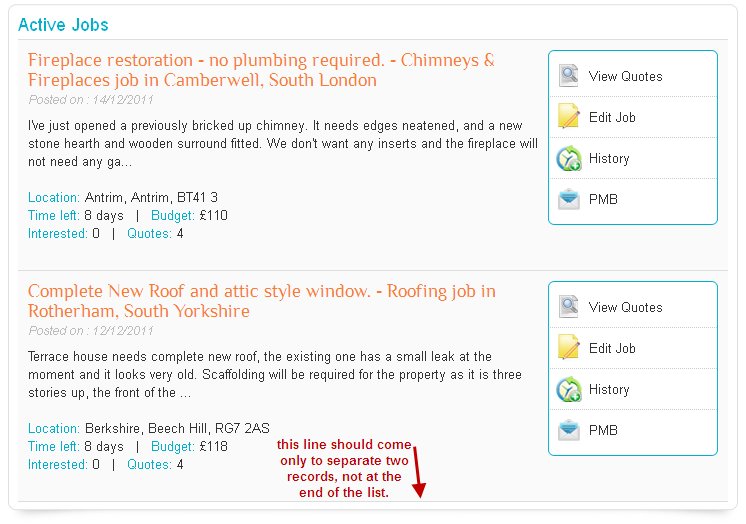 Active Jobs
Fireplace restoration - no plumbing required. - Chimneys &
Fireplaces job in Camberwell, South London
Posted on : 14/12/2011
I've just opened a previously bricked up chimney. It needs edges neatened, and a new
stone hearth and wooden surround fitted. We don't want any inserts and the fireplace will
not need any ga...
Location: Antrim, Antrim, BT41 3
Time left: 8 days | Budget: £110
Interested: 0 | Quotes: 4
View Quotes
Edit Job
History
PMB
Complete New Roof and attic style window. - Roofing job in
Rotherham, South Yorkshire
Posted on : 12/12/2011
Terrace house needs complete new roof, the existing one has a small leak at the
moment and it looks very old. Scaffolding will be required for the property as it is three
stories up, the front of the ...
Location: Berkshire, Beech Hill, RG7 2AS
Time left: 8 days | Budget: £118
Interested: 0 | Quotes: 4
View Quotes
Edit Job
History
PMB
this line should come
only to separate two
records, not at the
end of the list.